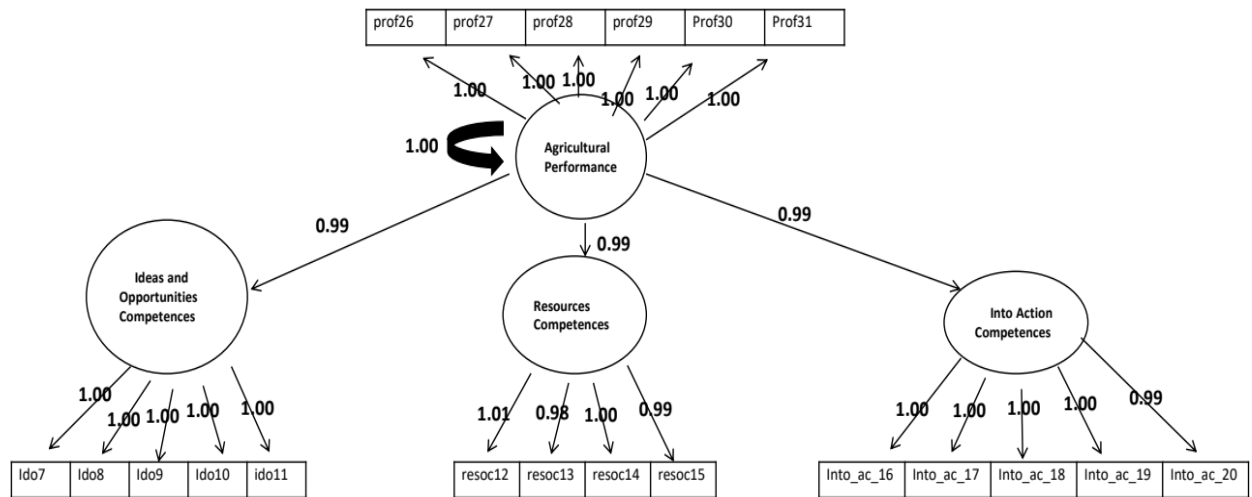 prof26 prof27 prof28 prof29 Prof30 Prof31
1.00 1.00 1.00 1.00 1.00 1.00
1.00
Agricultural
Performance
0.99
0.99
0.99
Ideas and
Opportunities
Competences
Resources
Competences
Into Action
Competences
1.00 1.00 1.00 1.00 1.00
1.01 0.98 1.00 0.99
1.00 1.00 1.00 1.00 0.99
Ido7 Ido8 Ido9 Ido10 ido11
resoc12 resoc13 resoc14 resoc15
Into_ac_16 Into_ac_17 Into_ac_18 Into_ac_19 Into_ac_20